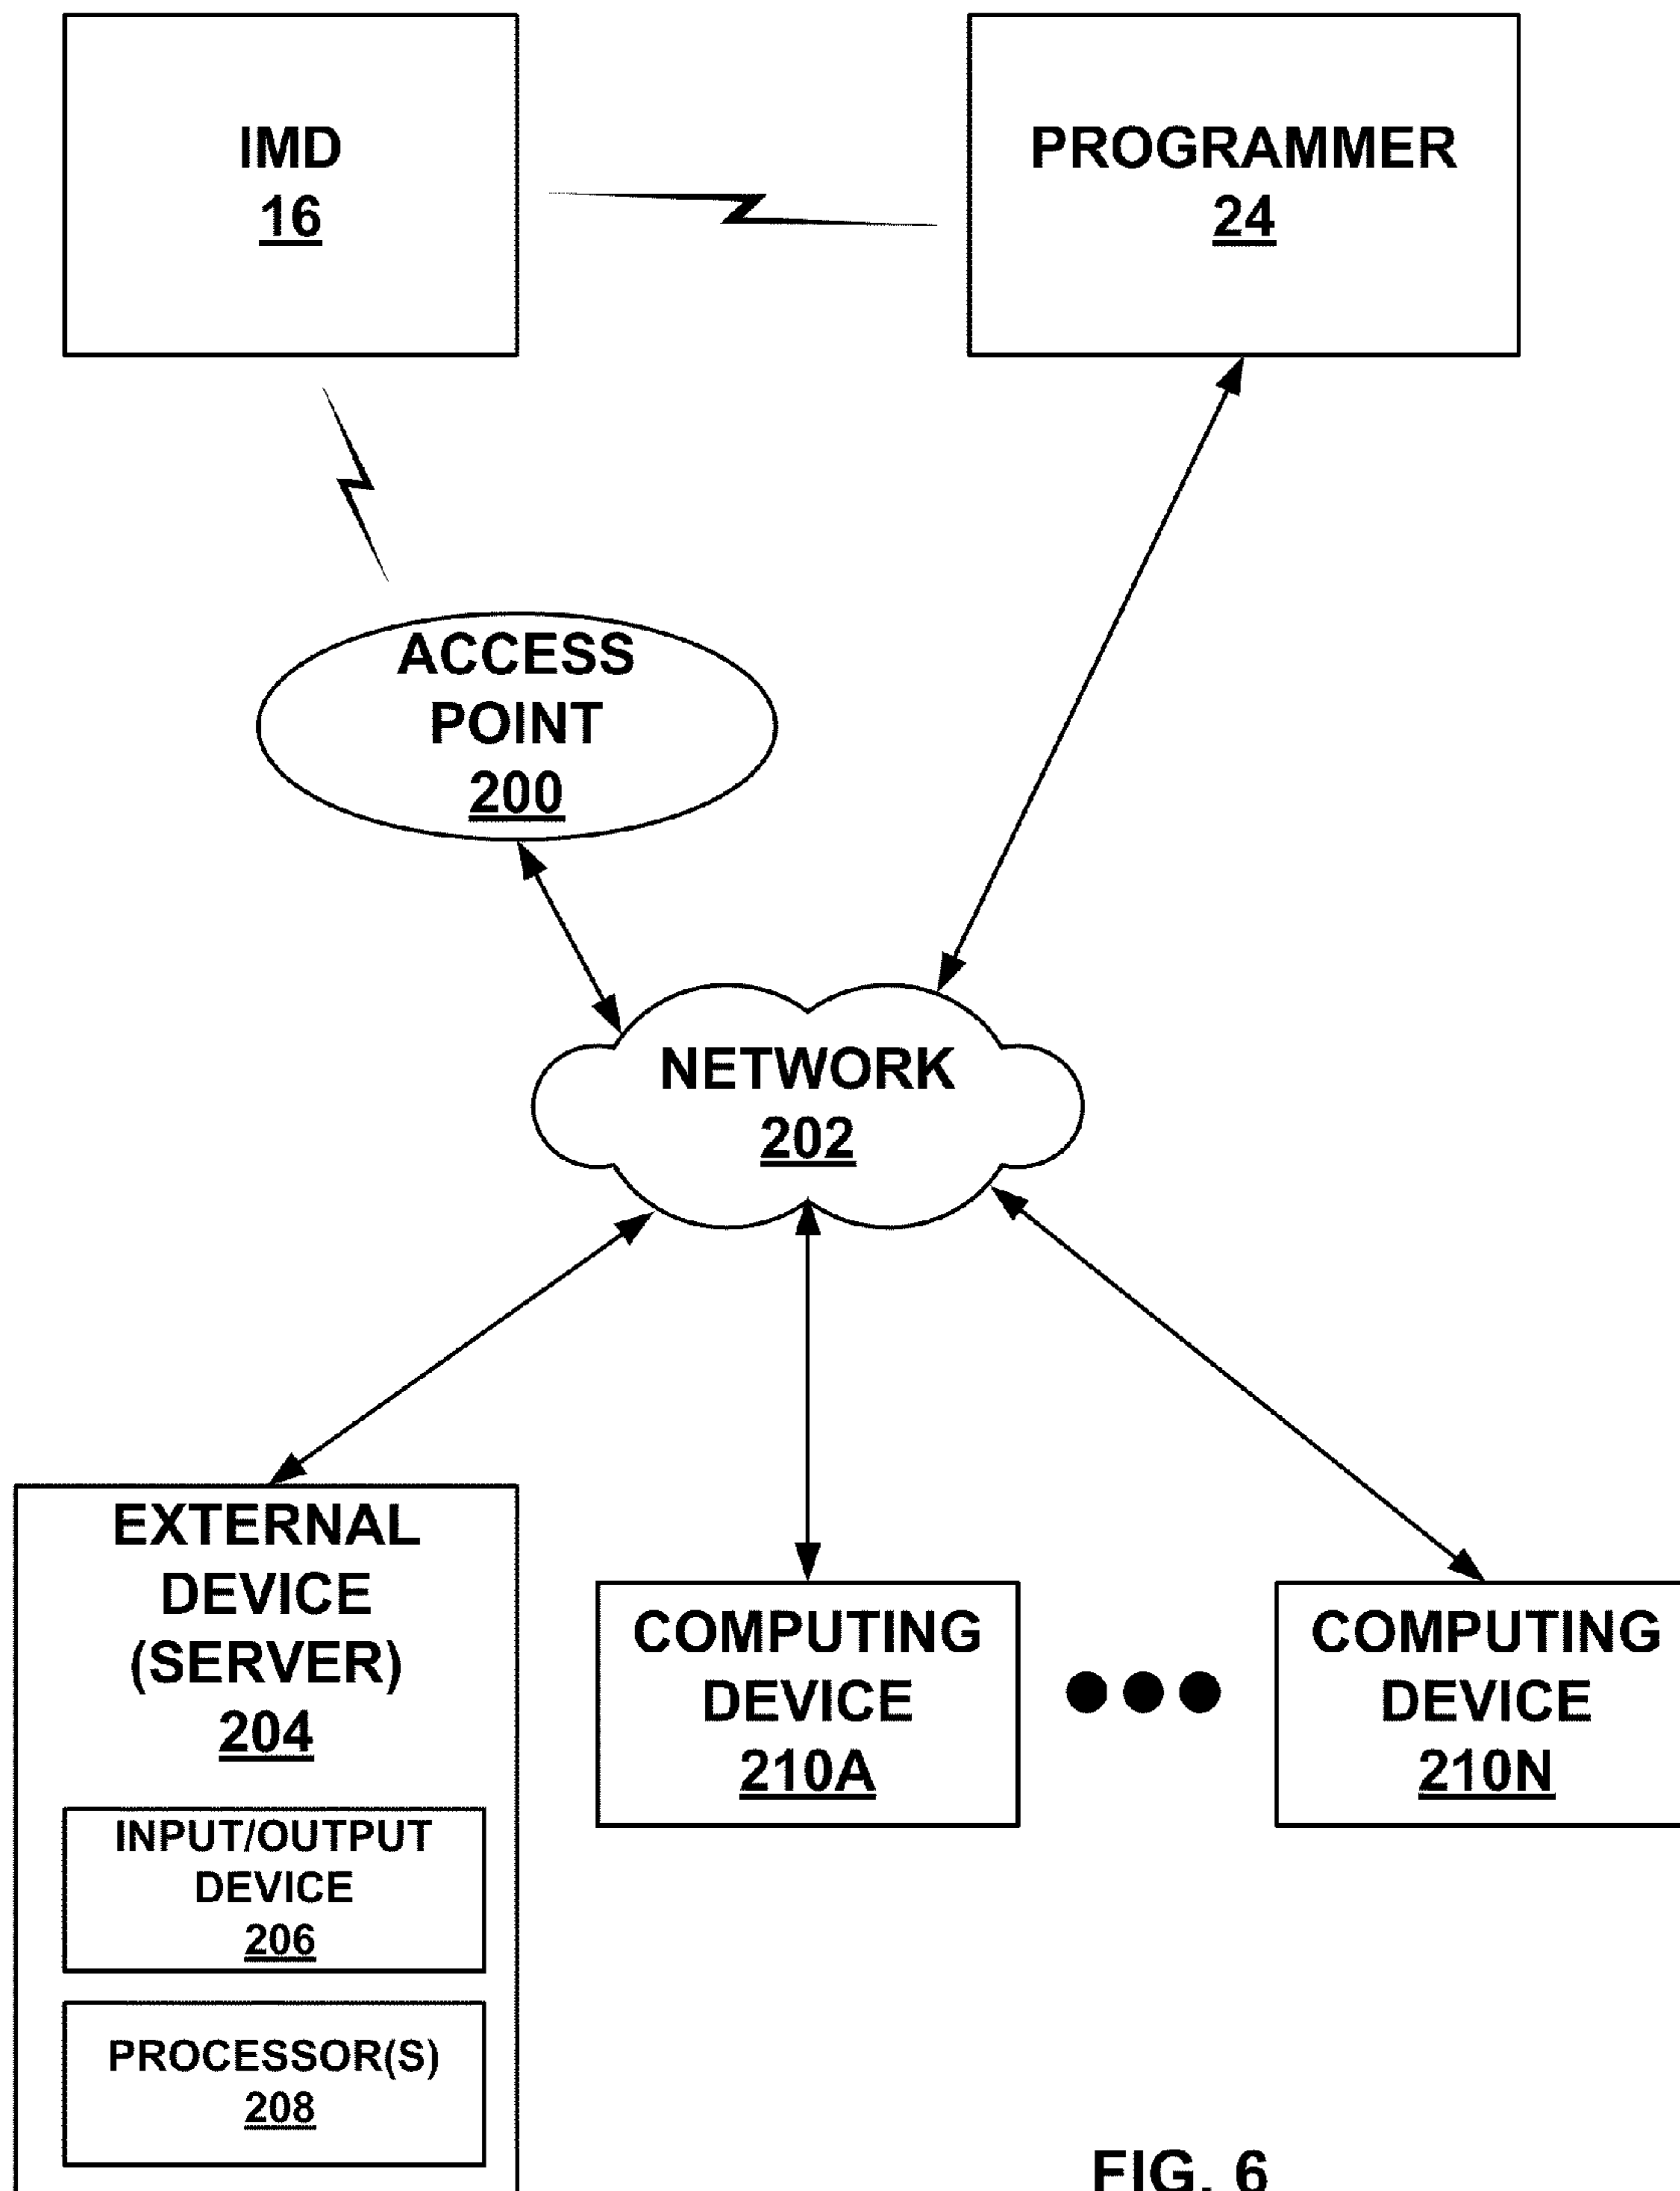 IMD
16
PROGRAMMER
24
ACCESS
POINT
200
NETWORK
202
EXTERNAL
DEVICE
(SERVER)
204
INPUT/OUTPUT
DEVICE
206
PROCESSOR(S)
208
COMPUTING
DEVICE
210A
COMPUTING
DEVICE
210N
FIG. 6